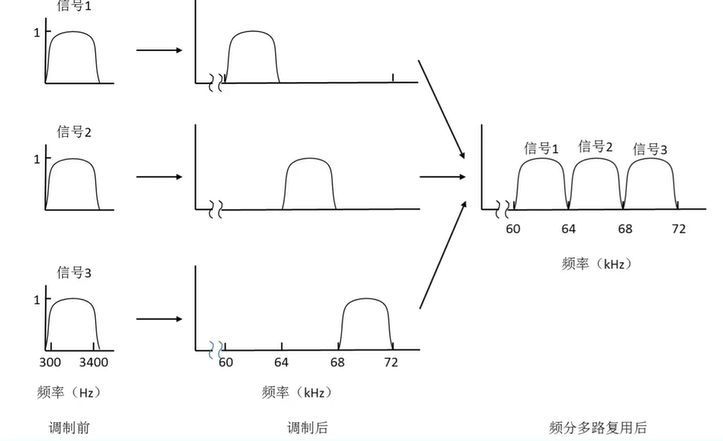 信号1
1
信号2
1
信号1
信号2
信号3
60
64
68
72
频率（kHz）
信号3
1
300
3400
60
64
68
72
频率（Hz）
频率（kHz）
调制前
调制后
频分多路复用后